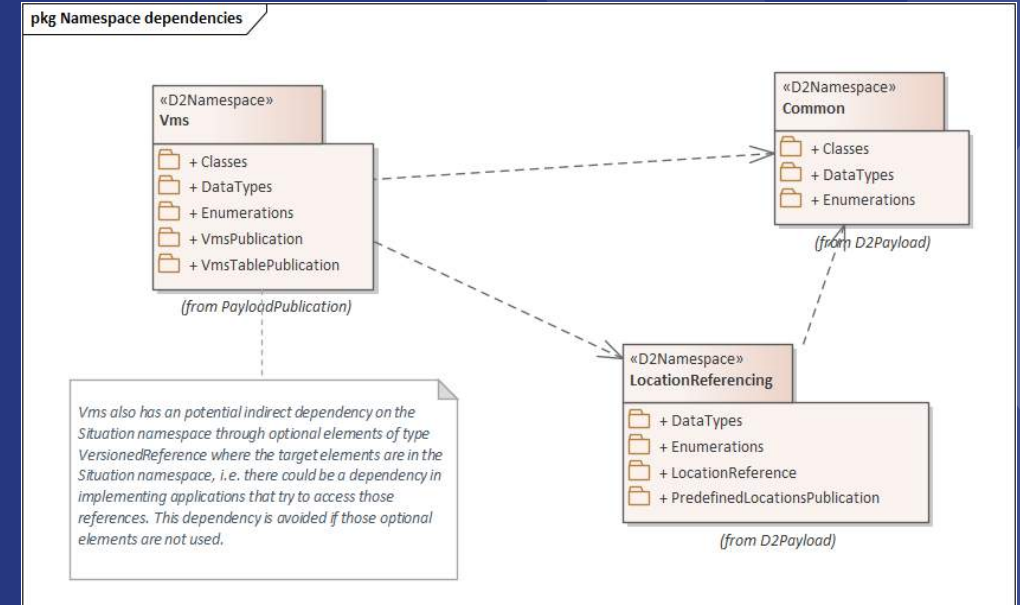 pkg Namespace dependencies
«D2Namespace»
Vms
+ Classes
+ DataTypes
+ Enumerations
+ VmsPublication
+ VmsTablePublication
(from PayloadPublication)
«D2Namespace»
Common
+ Classes
+ DataTypes
+ Enumerations
(from D2Payload)
«D2Namespace»
LocationReferencing
+ DataTypes
+ Enumerations
+ LocationReference
+ PredefinedLocationsPublication
(from D2Payload)
Vms also has an potential indirect dependency on the
Situation namespace through optional elements of type
VersionedReference where the target elements are in the
Situation namespace, i.e. there could be a dependency in
implementing applications that try to access those
references. This dependency is avoided if those optional
elements are not used.